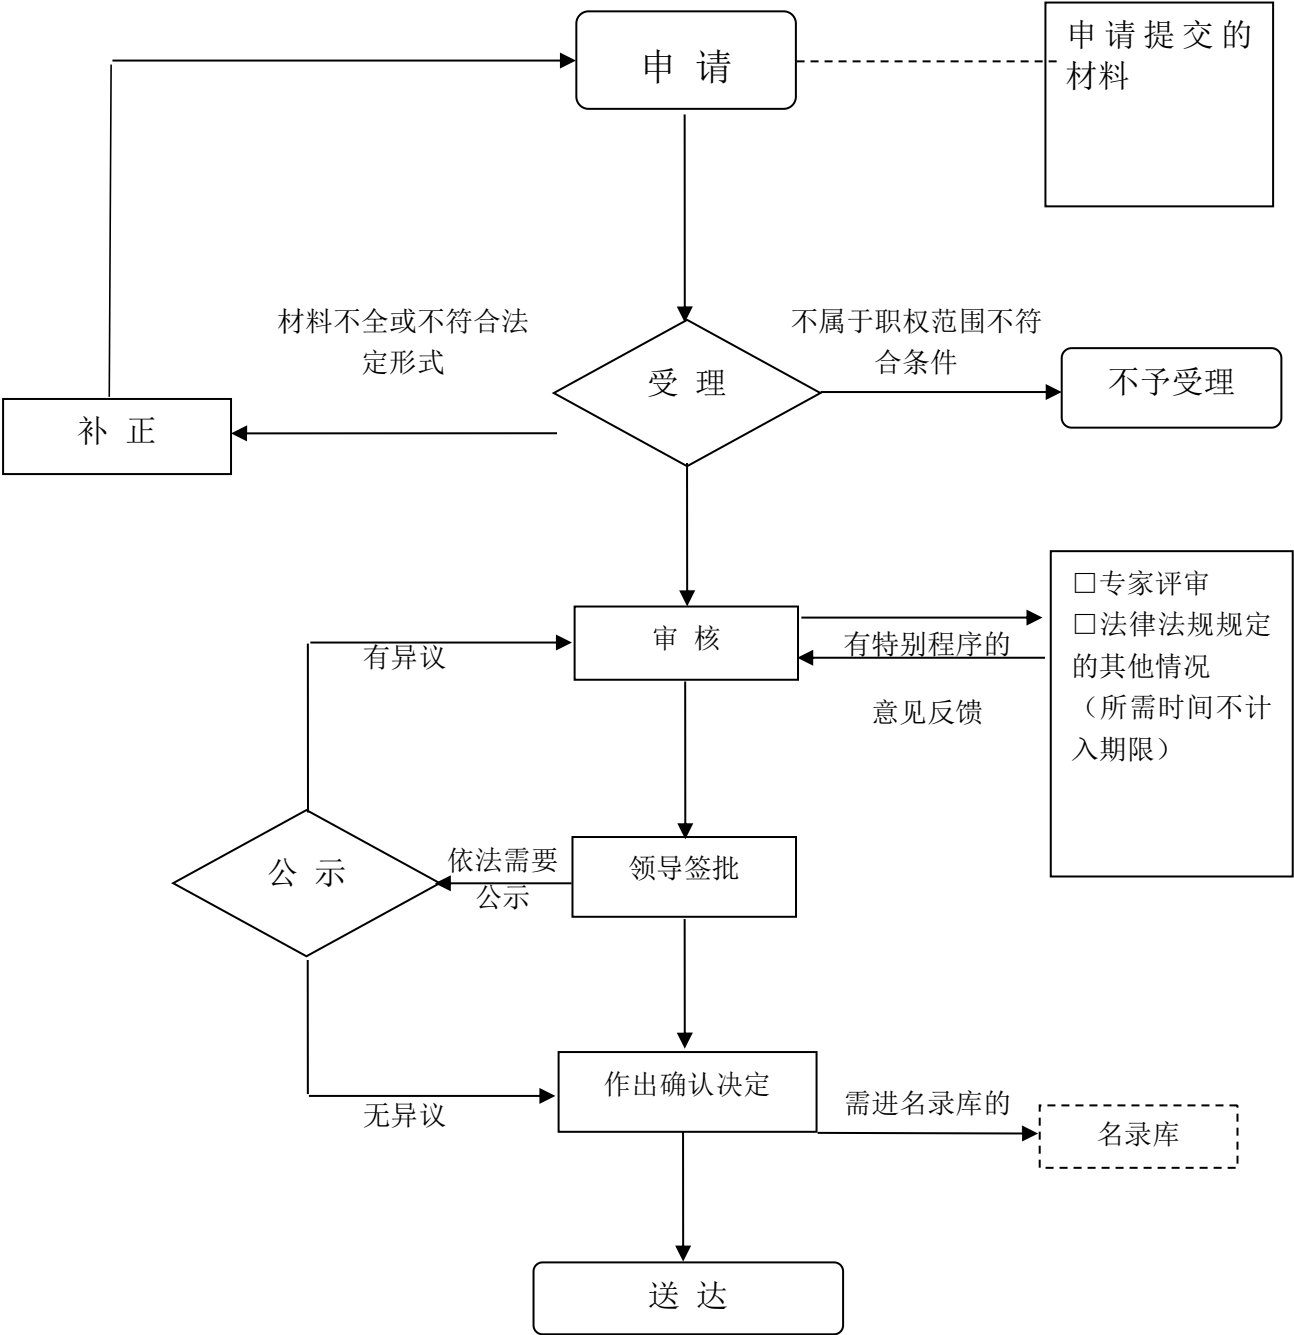 申 请
申请提交的
材料
材料不全或不符合法
定形式
不属于职权范围不符
合条件
受 理
不予受理
补 正
□专家评审
□法律法规规定
的其他情况
（所需时间不计
入期限）
审 核
有异议
有特别程序的
意见反馈
公 示
依法需要
公示
领导签批
作出确认决定
无异议
需进名录库的
名录库
送 达